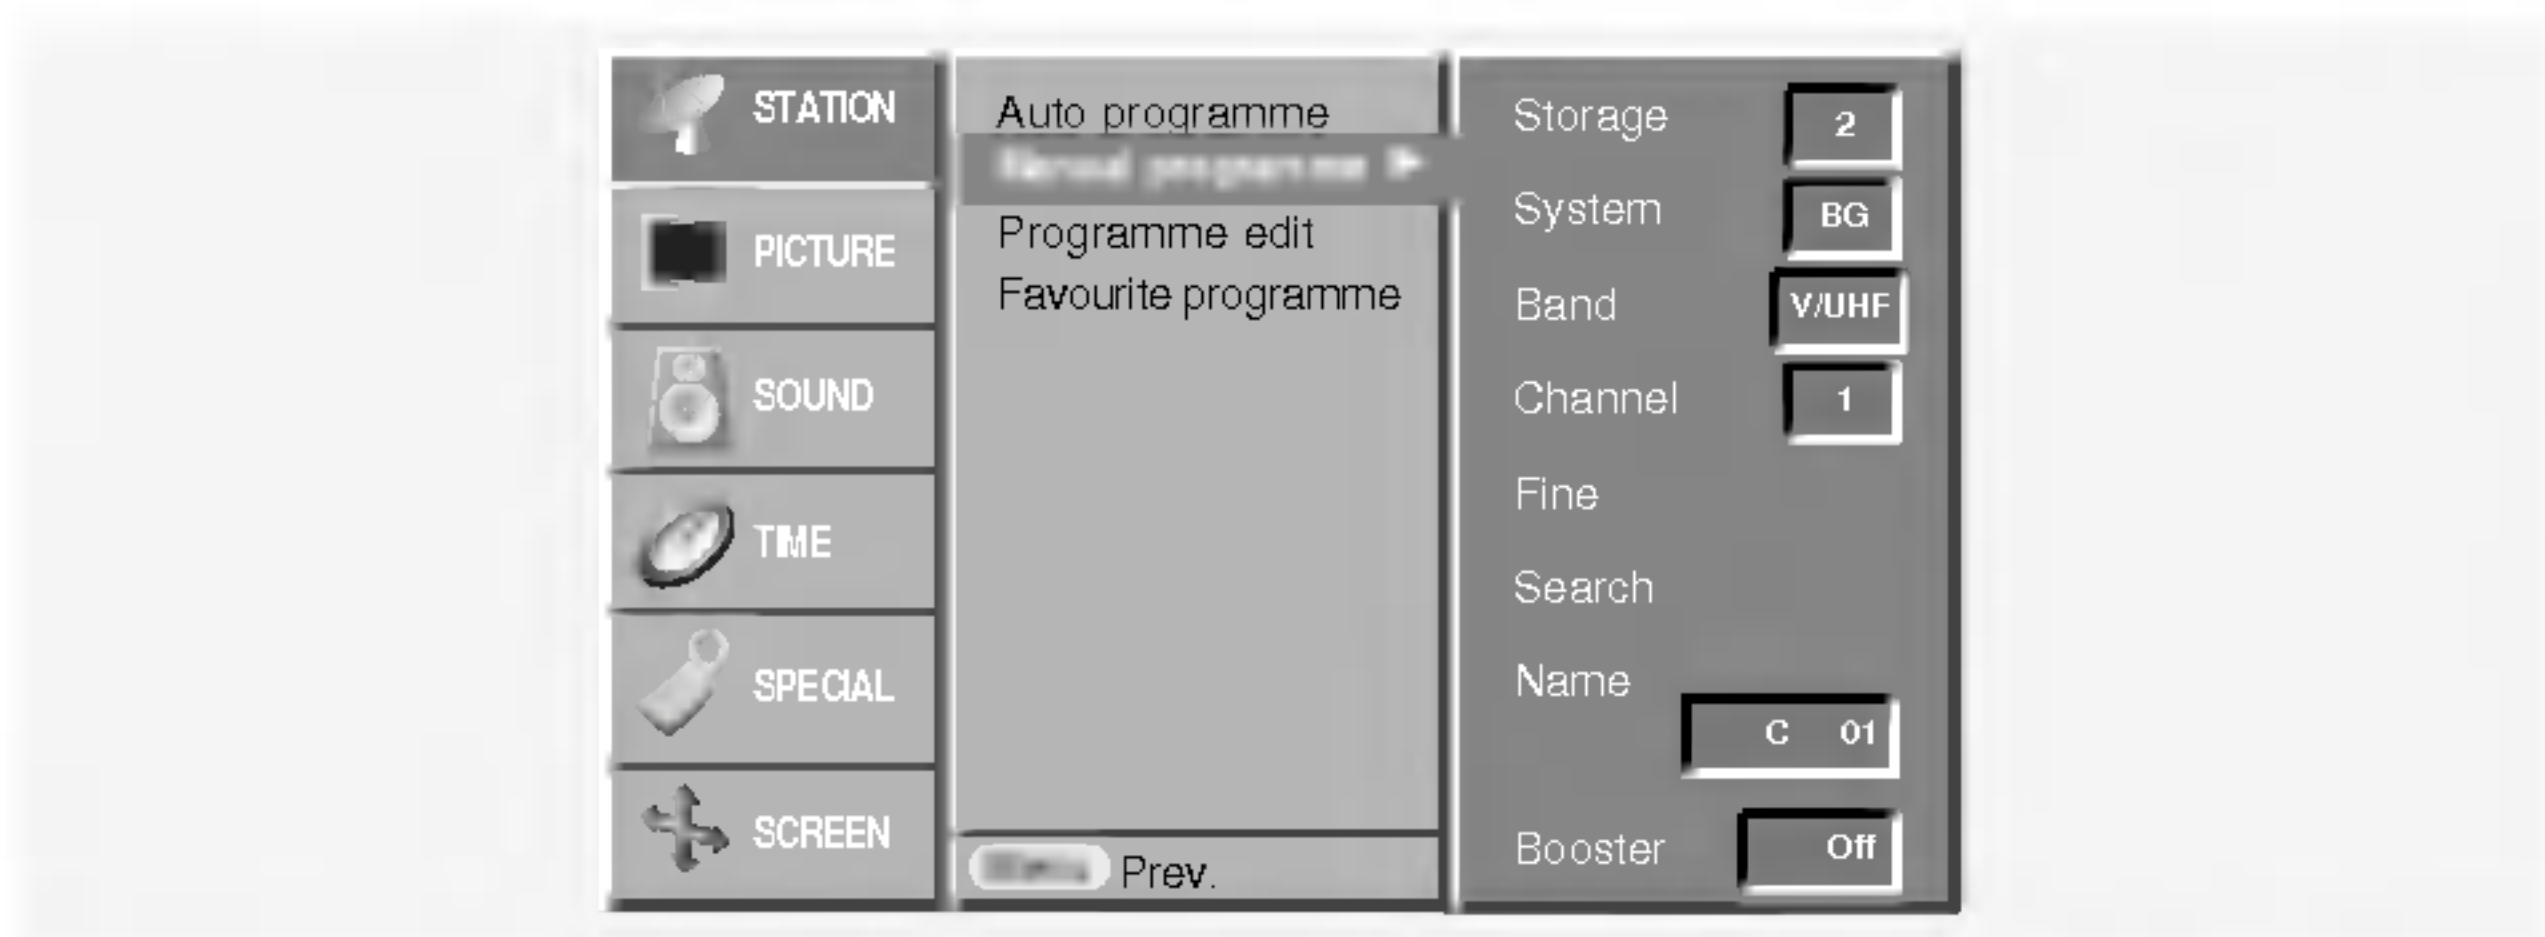 STATION
PICTURE
SOUND
TIME
SPECIAL
SCREEN
Auto programme
programme
Programme edit
Favourite programme
Prev.
Storage 2
System BG
Band V/UHF
Channel 1
Fine
Search
Name
C 01
Booster Off